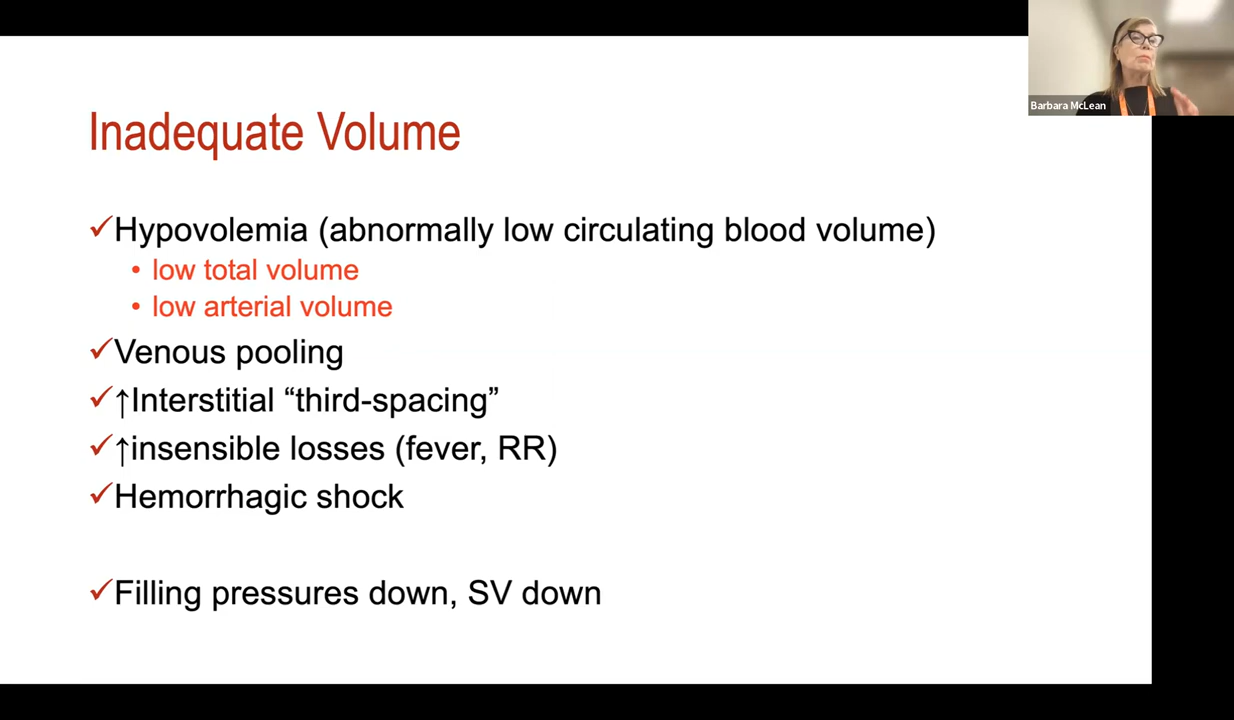 Barbara McLean
Inadequate Volume
✓Hypovolemia (abnormally low circulating blood volume)
• low total volume
• low arterial volume
✓Venous pooling
✓↑Interstitial “third-spacing”
✓↑insensible losses (fever, RR)
✓Hemorrhagic shock
✓Filling pressures down, SV down